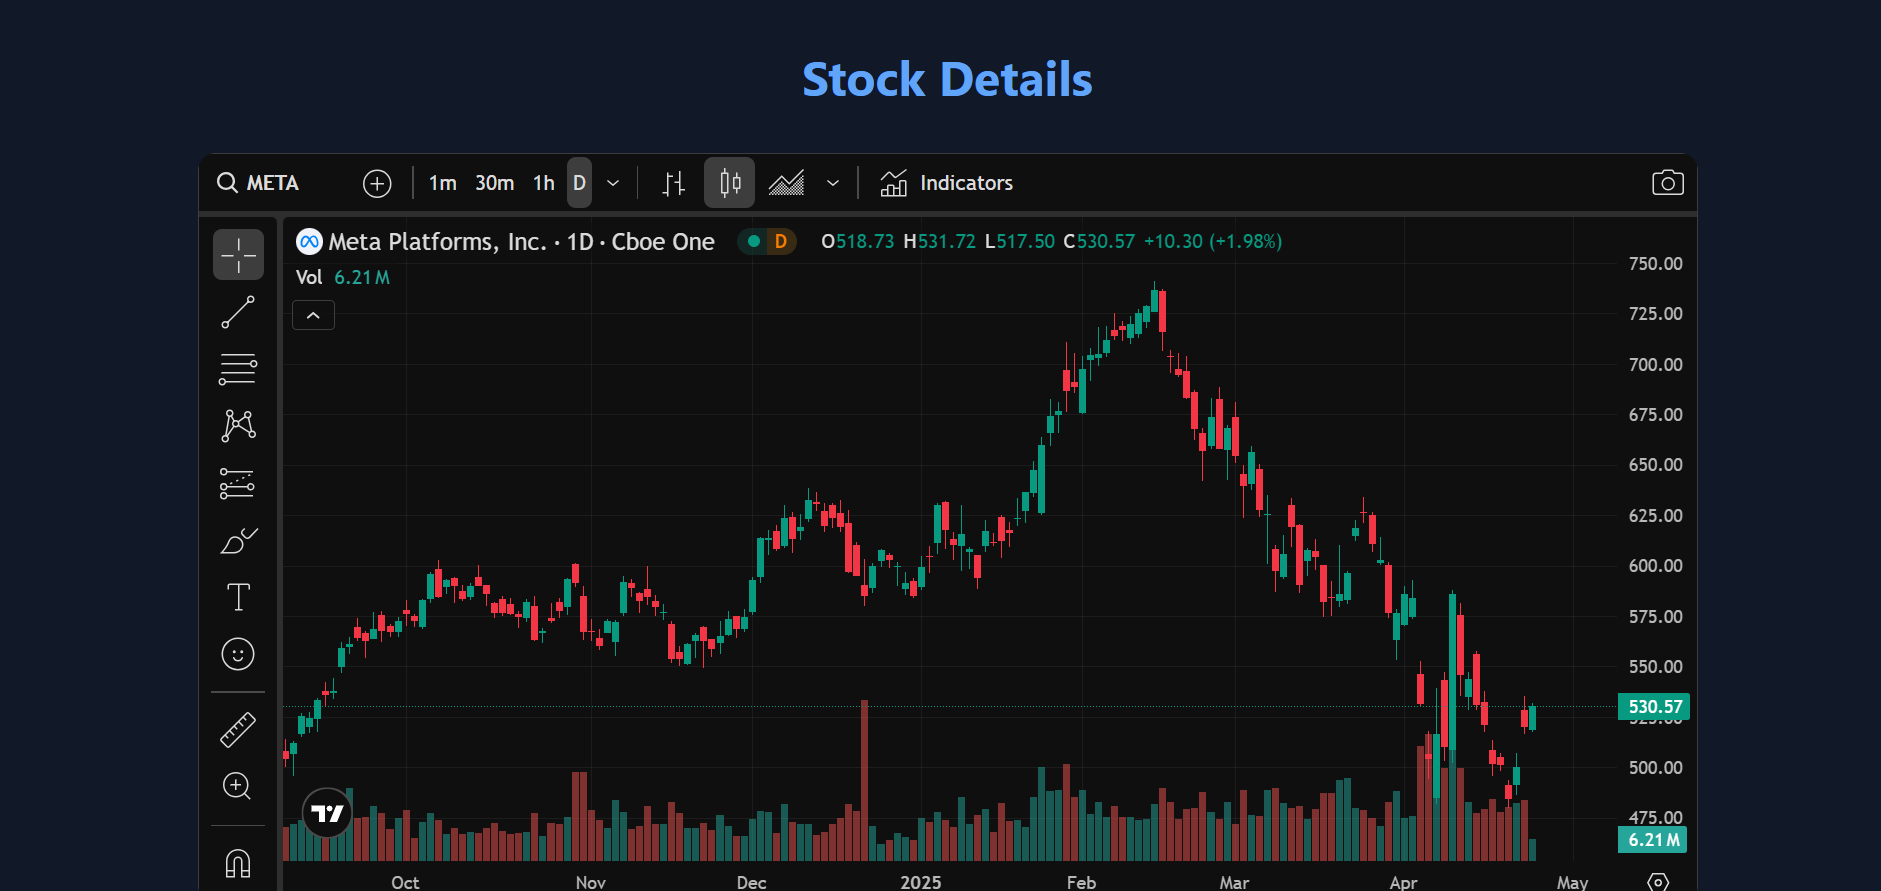 Stock Details
META 1m 30m 1h D Indicators
Meta Platforms, Inc. · 1D · Cboe One D O518.73 H531.72 L517.50 C530.57 +10.30 (+1.98%)
Vol 6.21 M
750.00
725.00
700.00
675.00
650.00
625.00
600.00
575.00
550.00
530.57
525.00
500.00
475.00
6.21 M
Oct Nov Dec 2025 Feb Mar Apr May